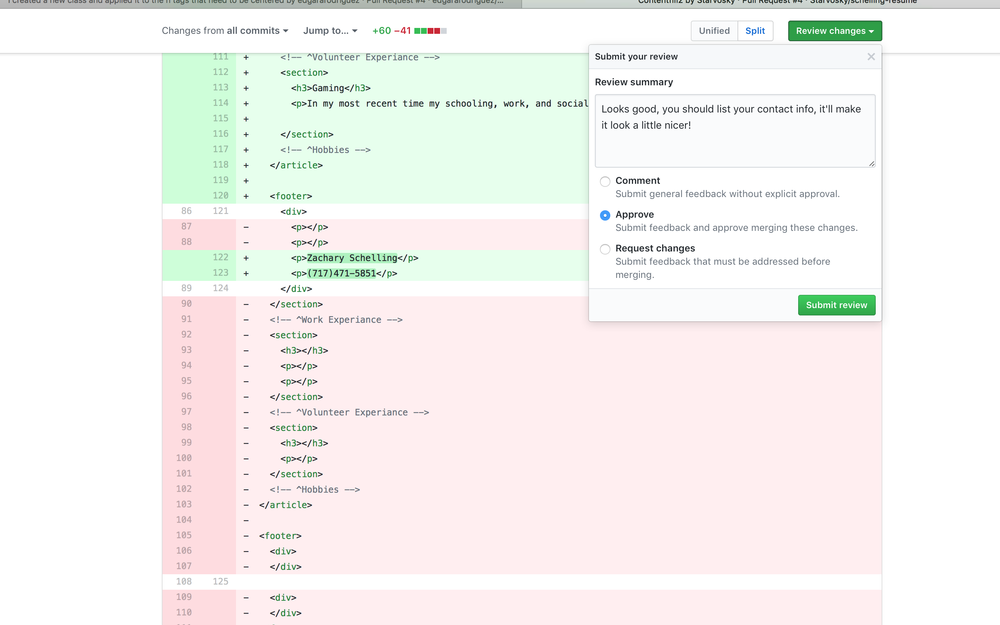 I created a new class and applied it to the h tags that need to be centered by edgararodriguez · Pull Request #4 · edgararodriguez/...
Contentfill2 by Starvosky · Pull Request #4 · Starvosky/schelling-resume
Changes from all commits Jump to... +60 −41 Unified Split Review changes
111 + <!-- ^Volunteer Experiance -->
112 + <section>
113 + <h3>Gaming</h3>
114 + <p>In my most recent time my schooling, work, and social
115 +
116 + </section>
117 + <!-- ^Hobbies -->
118 + </article>
119 +
120 + <footer>
86 121 <div>
87 - <p></p>
88 - <p></p>
122 + <p>Zachary Schelling</p>
123 + <p>(717)471-5851</p>
89 124 </div>
90 - </section>
91 - <!-- ^Work Experiance -->
92 - <section>
93 - <h3></h3>
94 - <p></p>
95 - <p></p>
96 - </section>
97 - <!-- ^Volunteer Experiance -->
98 - <section>
99 - <h3></h3>
100 - <p></p>
101 - </section>
102 - <!-- ^Hobbies -->
103 - </article>
104 -
105 - <footer>
106 - <div>
107 - </div>
108 125
109 - <div>
110 - </div>
Submit your review
Review summary
Looks good, you should list your contact info, it'll make
it look a little nicer!
Comment
Submit general feedback without explicit approval.
Approve
Submit feedback and approve merging these changes.
Request changes
Submit feedback that must be addressed before
merging.
Submit review